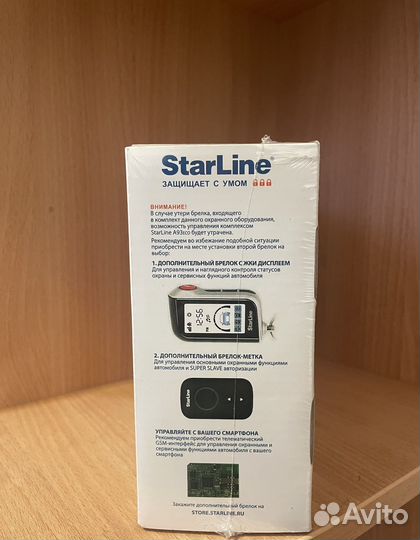 StarLine®
ЗАЩИЩАЕТ С УМОМ
ВНИМАНИЕ!
В случае утери брелка, входящего
в комплект данного охранного оборудования,
возможность управления комплексом
StarLine A93eco будет утрачена.
Рекомендуем во избежание подобной ситуации
приобрести на месте установки второй брелок на
выбор:
1. ДОПОЛНИТЕЛЬНЫЙ БРЕЛОК С ЖКИ ДИСПЛЕЕМ
Для управления и наглядного контроля статусов
охраны и сервисных функций автомобиля
StarLine
12:56
2. ДОПОЛНИТЕЛЬНЫЙ БРЕЛОК-МЕТКА
Для управления основными охранными функциями
автомобиля и SUPER SLAVE авторизации
StarLine
УПРАВЛЯЙТЕ С ВАШЕГО СМАРТФОНА
Рекомендуем приобрести телематический
GSM-интерфейс для управления охранными и
сервисными функциями автомобиля с вашего
смартфона
Закажите дополнительный брелок на
STORE.STARLINE.RU
Avito